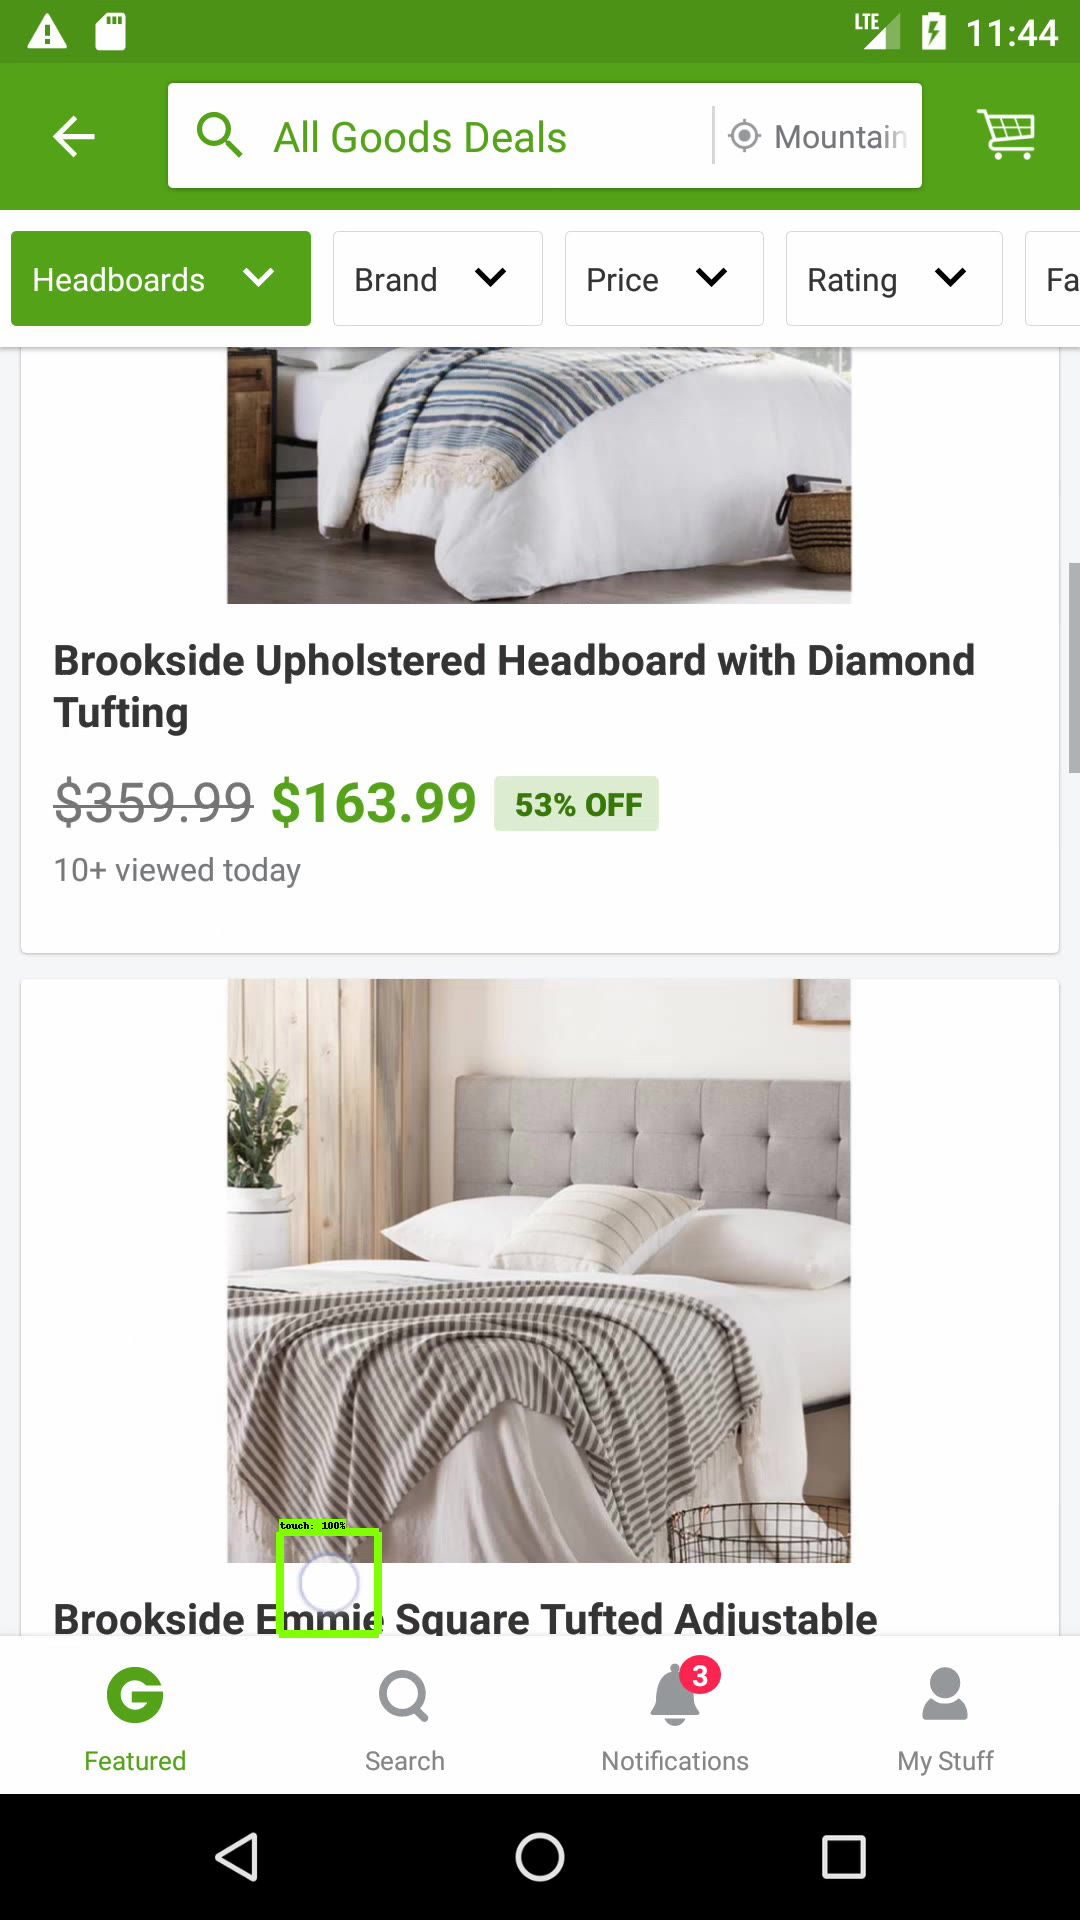 LTE 11:44
All Goods Deals Mountain
Headboards Brand Price Rating Fa
Brookside Upholstered Headboard with Diamond
Tufting
$359.99 $163.99 53% OFF
10+ viewed today
touch: 100%
Brookside Emmie Square Tufted Adjustable
3
Featured Search Notifications My Stuff